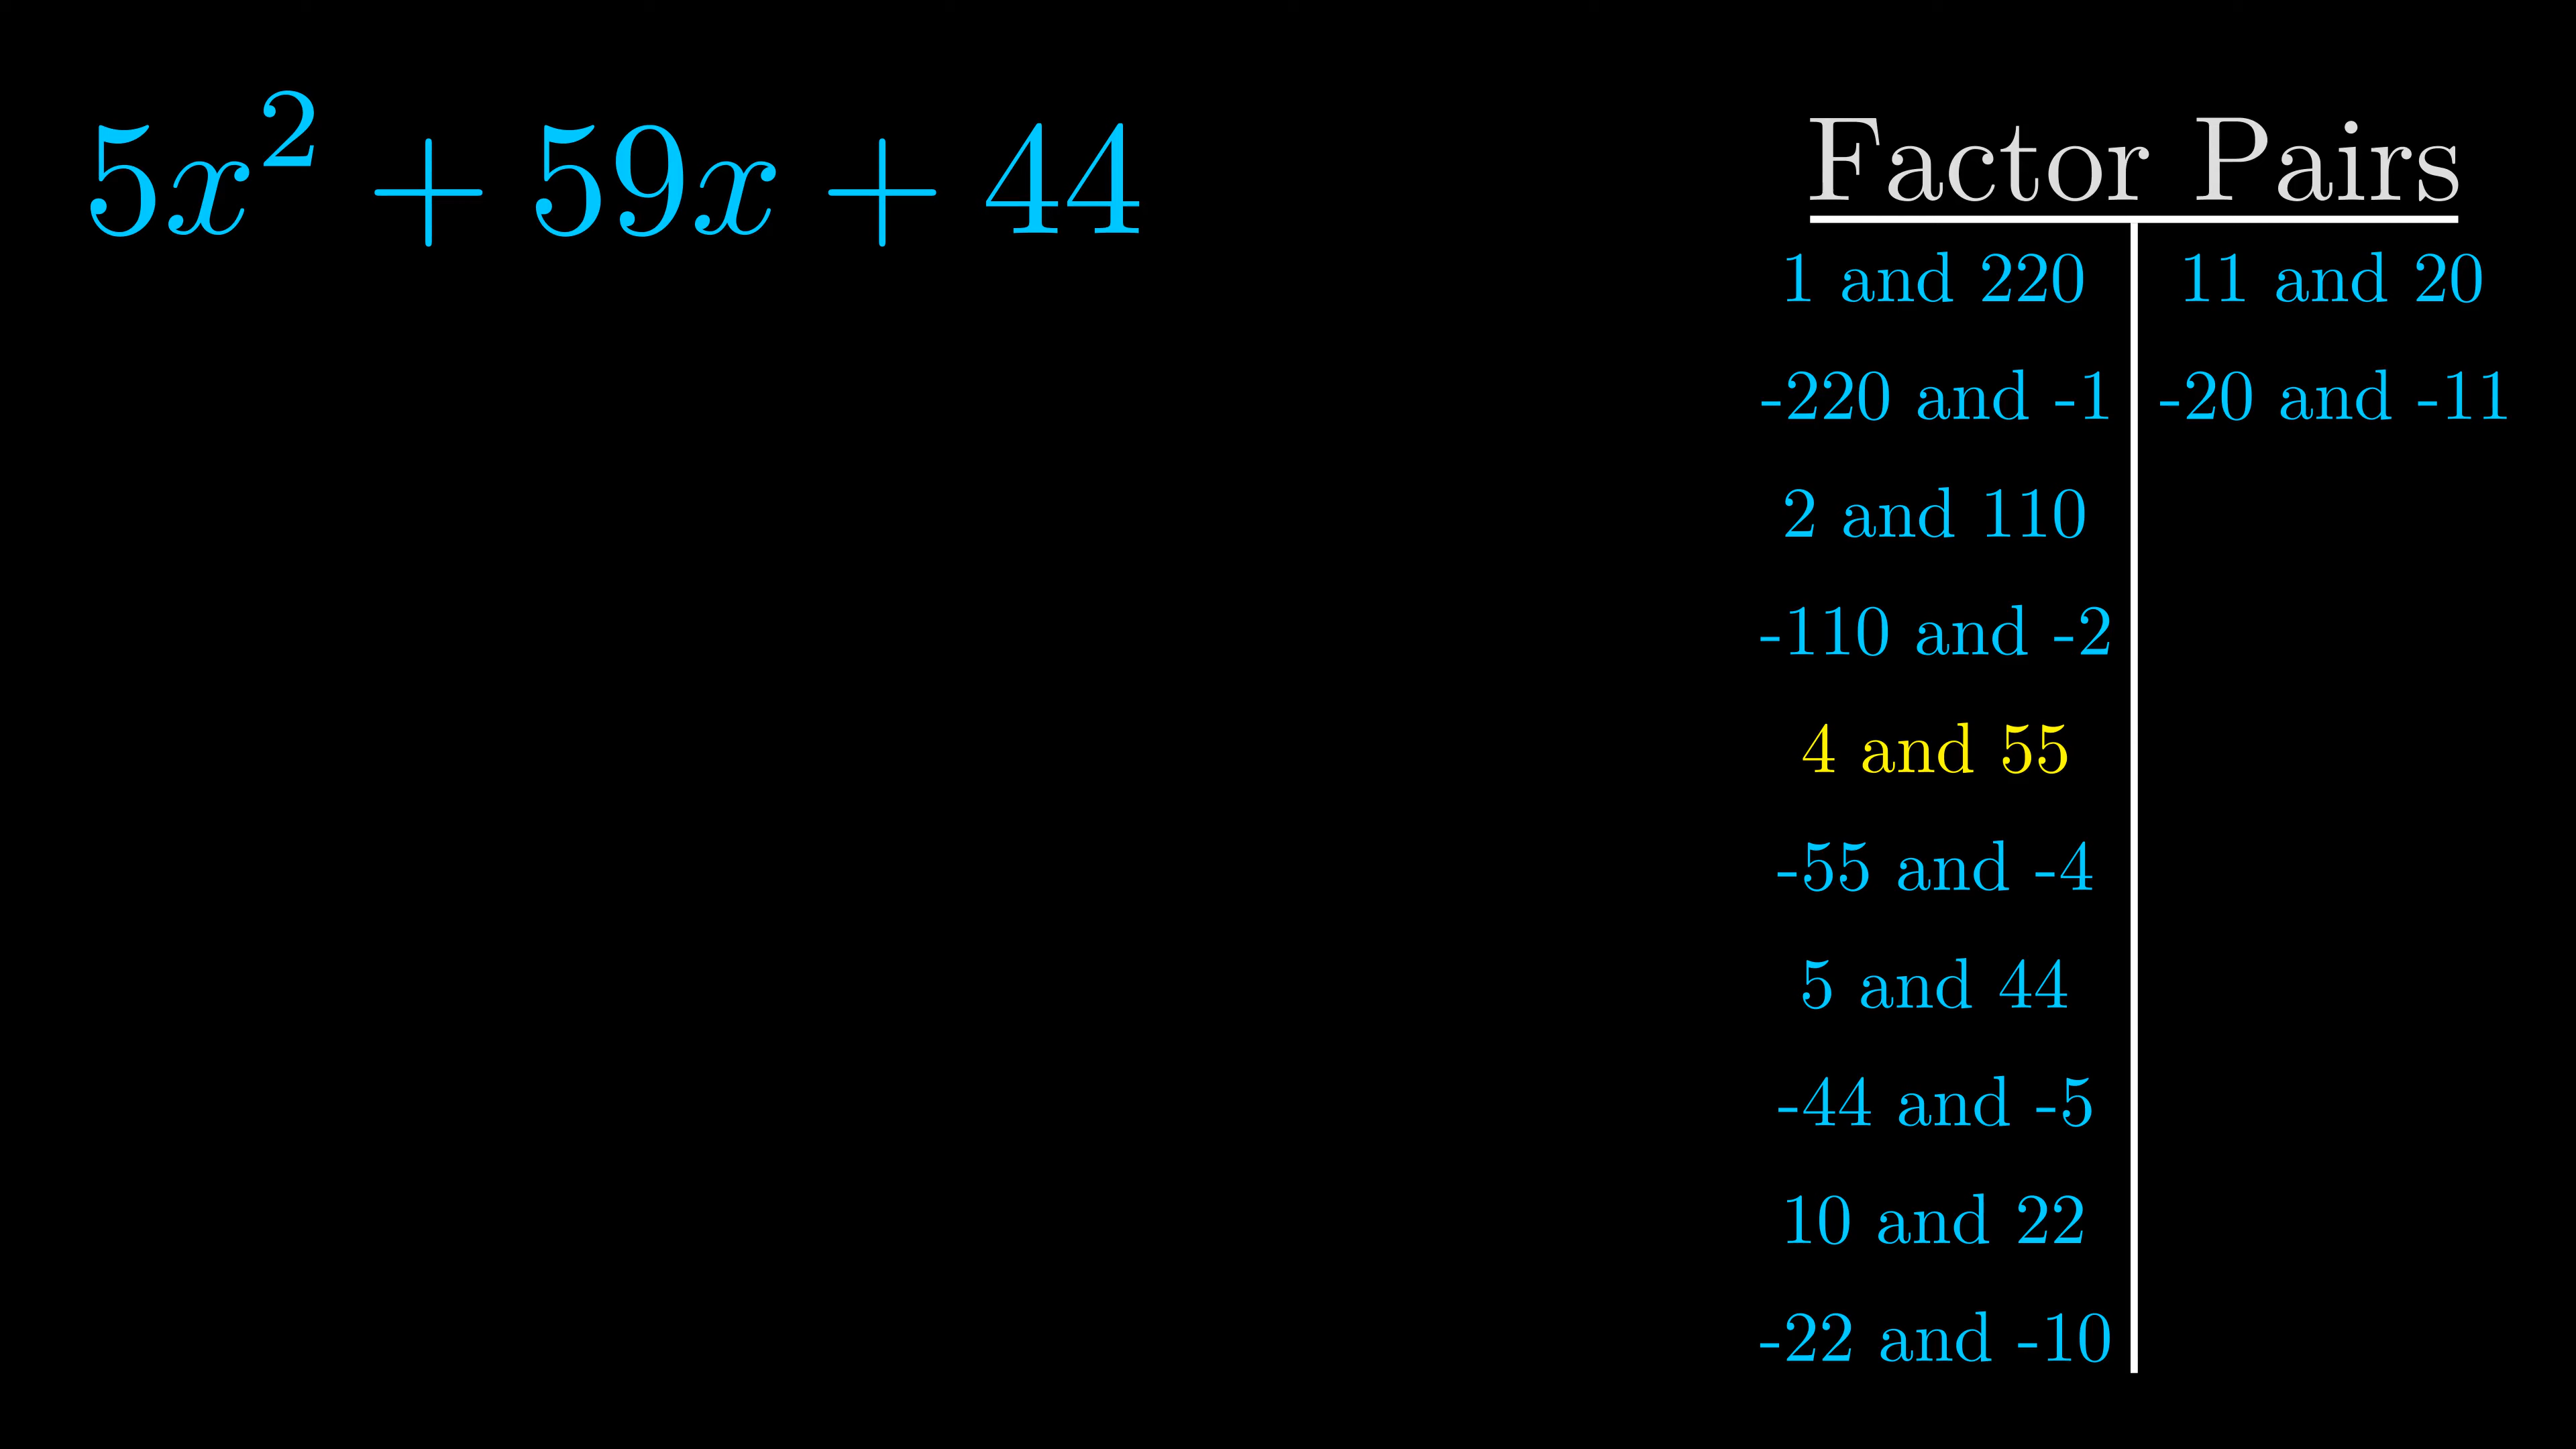 5x² + 59x + 44
Factor Pairs
1 and 220
-220 and -1
2 and 110
-110 and -2
4 and 55
-55 and -4
5 and 44
-44 and -5
10 and 22
-22 and -10
11 and 20
-20 and -11